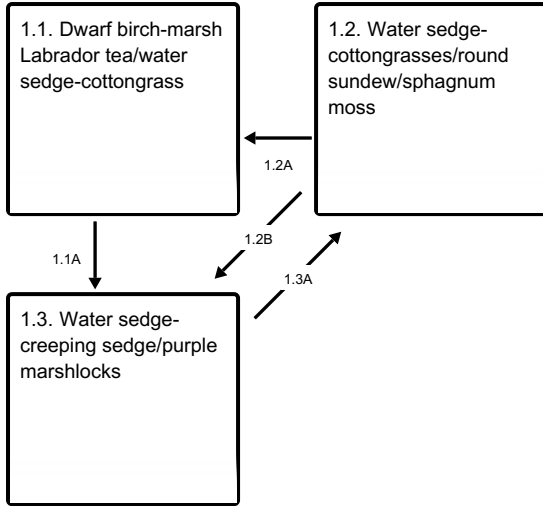 1.1. Dwarf birch-marsh
Labrador tea/water
sedge-cottongrass
1.2. Water sedge-
cottongrasses/round
sundew/sphagnum
moss
1.2A
1.2B
1.1A
1.3A
1.3. Water sedge-
creeping sedge/purple
marshlocks